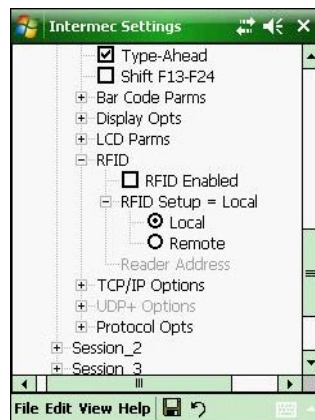 Intermec Settings
Type-Ahead
Shift F13-F24
Bar Code Parms
Display Opts
LCD Parms
RFID
RFID Enabled
RFID Setup = Local
Local
Remote
Reader Address
TCP/IP Options
UDP+ Options
Protocol Opts
Session_2
Session_3
File Edit View Help